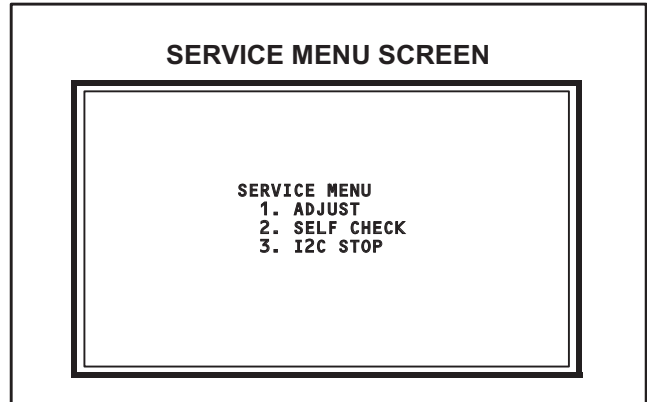 SERVICE MENU SCREEN
SERVICE MENU
1. ADJUST
2. SELF CHECK
3. I2C STOP